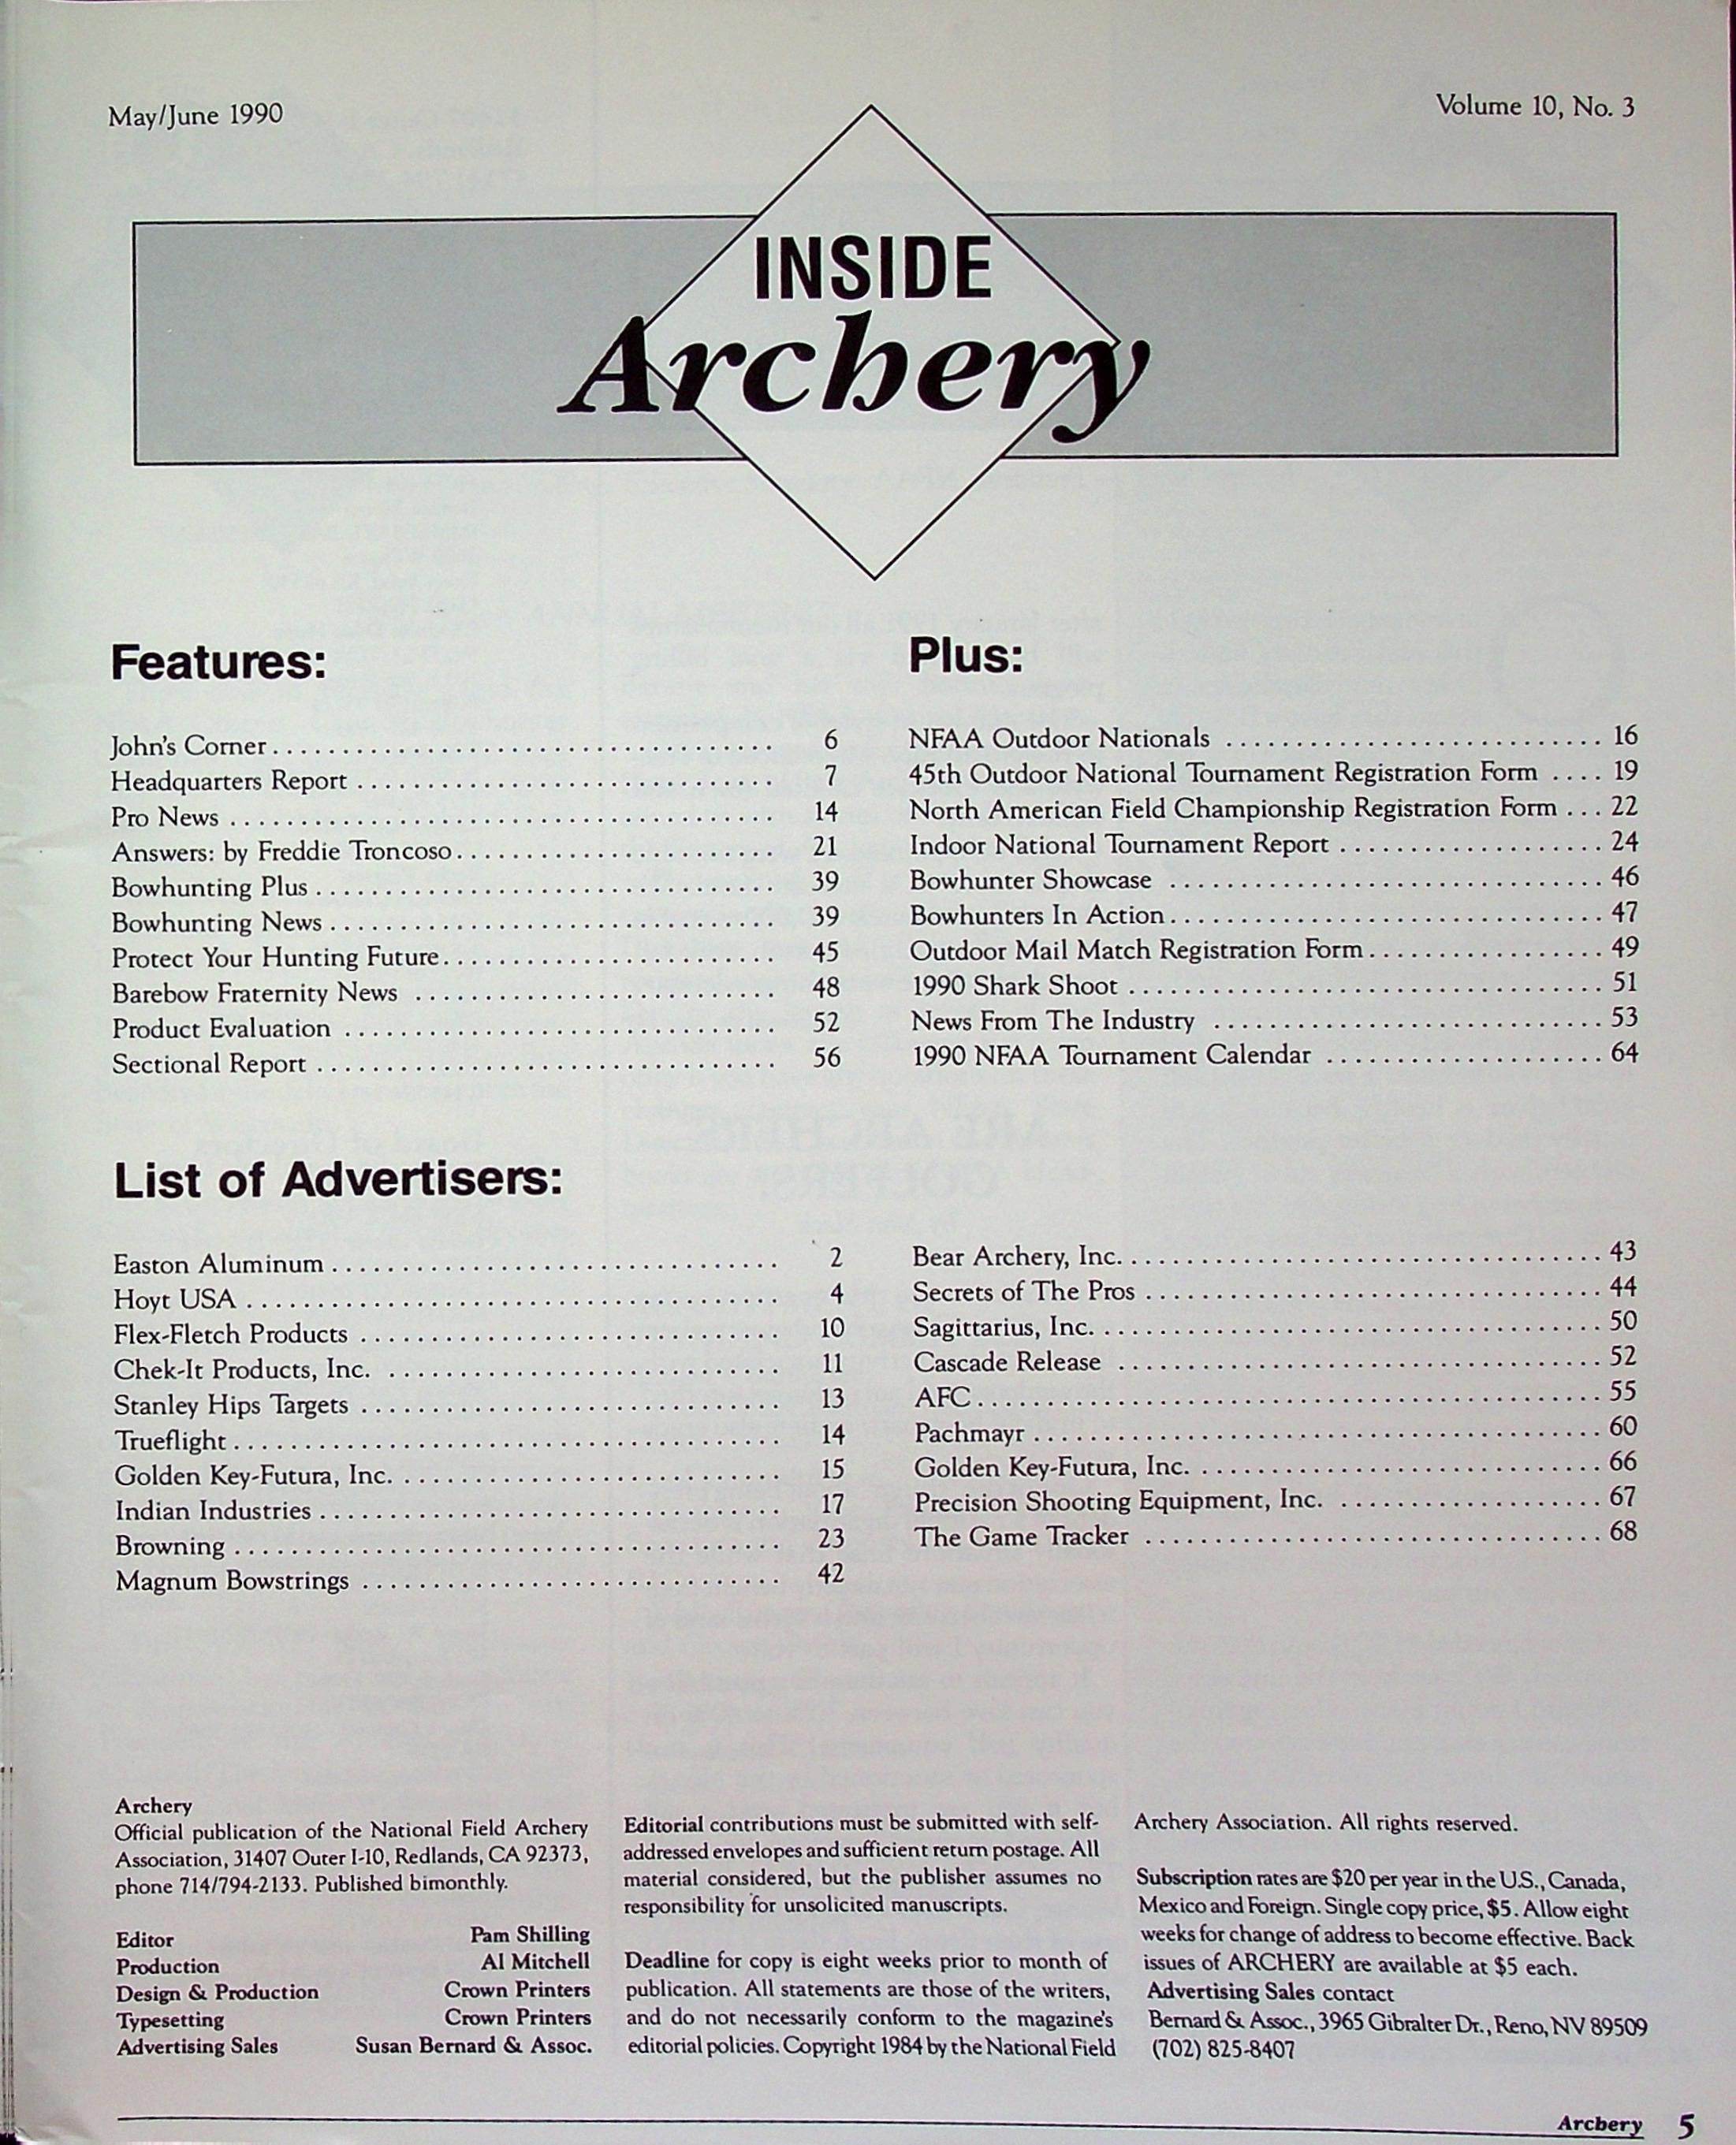 May/June 1990
Volume 10, No. 3
INSIDE
Archery
Features:
John's Corner . . . . . . . . . . 6
Headquarters Report . . . . . . . . . . 7
Pro News . . . . . . . . . . 14
Answers: by Freddie Troncoso . . . . . . . . . . 21
Bowhunting Plus . . . . . . . . . . 39
Bowhunting News . . . . . . . . . . 39
Protect Your Hunting Future . . . . . . . . . . 45
Barebow Fraternity News . . . . . . . . . . 48
Product Evaluation . . . . . . . . . . 52
Sectional Report . . . . . . . . . . 56
Plus:
NFAA Outdoor Nationals . . . . . . . . . . 16
45th Outdoor National Tournament Registration Form . . . . 19
North American Field Championship Registration Form . . . 22
Indoor National Tournament Report . . . . . . . . . . 24
Bowhunter Showcase . . . . . . . . . . 46
Bowhunters In Action . . . . . . . . . . 47
Outdoor Mail Match Registration Form . . . . . . . . . . 49
1990 Shark Shoot . . . . . . . . . . 51
News From The Industry . . . . . . . . . . 53
1990 NFAA Tournament Calendar . . . . . . . . . . 64
List of Advertisers:
Easton Aluminum . . . . . . . . . . 2
Hoyt USA . . . . . . . . . . 4
Flex-Fletch Products . . . . . . . . . . 10
Chek-It Products, Inc. . . . . . . . . . . 11
Stanley Hips Targets . . . . . . . . . . 13
Trueflight . . . . . . . . . . 14
Golden Key-Futura, Inc. . . . . . . . . . . 15
Indian Industries . . . . . . . . . . 17
Browning . . . . . . . . . . 23
Magnum Bowstrings . . . . . . . . . . 42
Bear Archery, Inc. . . . . . . . . . . 43
Secrets of The Pros . . . . . . . . . . 44
Sagittarius, Inc. . . . . . . . . . . 50
Cascade Release . . . . . . . . . . 52
AFC . . . . . . . . . . 55
Pachmayr . . . . . . . . . . 60
Golden Key-Futura, Inc. . . . . . . . . . . 66
Precision Shooting Equipment, Inc. . . . . . . . . . . 67
The Game Tracker . . . . . . . . . . 68
Archery
Official publication of the National Field Archery
Association, 31407 Outer I-10, Redlands, CA 92373,
phone 714/794-2133. Published bimonthly.
Editor Pam Shilling
Production Al Mitchell
Design & Production Crown Printers
Typesetting Crown Printers
Advertising Sales Susan Bernard & Assoc.
Editorial contributions must be submitted with self-
addressed envelopes and sufficient return postage. All
material considered, but the publisher assumes no
responsibility for unsolicited manuscripts.
Deadline for copy is eight weeks prior to month of
publication. All statements are those of the writers,
and do not necessarily conform to the magazine's
editorial policies. Copyright 1984 by the National Field
Archery Association. All rights reserved.
Subscription rates are $20 per year in the U.S., Canada,
Mexico and Foreign. Single copy price, $5. Allow eight
weeks for change of address to become effective. Back
issues of ARCHERY are available at $5 each.
Advertising Sales contact
Bernard & Assoc., 3965 Gibralter Dr., Reno, NV 89509
(702) 825-8407
Archery 5